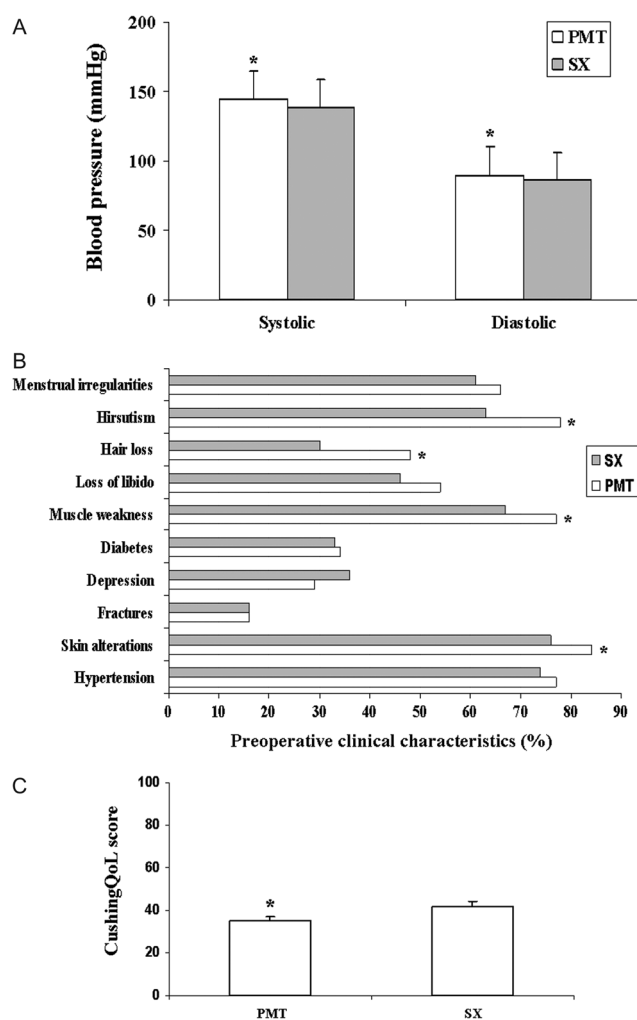 A
Blood pressure (mmHg)
200
150
100
50
0
*
*
PMT
SX
Systolic
Diastolic
B
Menstrual irregularities
Hirsutism
*
Hair loss
*
Loss of libido
Muscle weakness
*
Diabetes
Depression
Fractures
Skin alterations
*
Hypertension
SX
PMT
0 10 20 30 40 50 60 70 80 90
Preoperative clinical characteristics (%)
C
CushingQoL score
100
80
60
40
20
0
*
PMT
SX